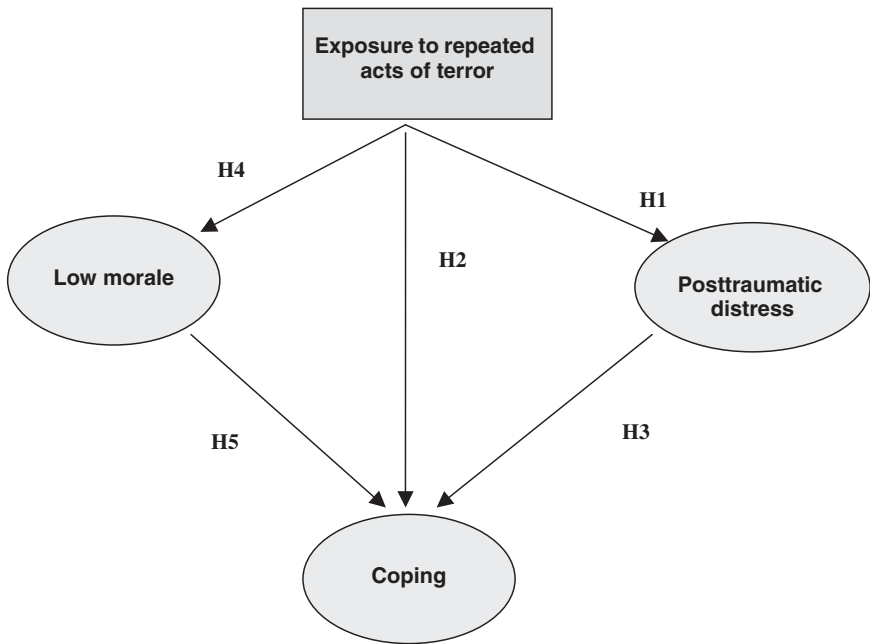 Exposure to repeated
acts of terror
H4
H1
H2
Low morale
Posttraumatic
distress
H5
H3
Coping